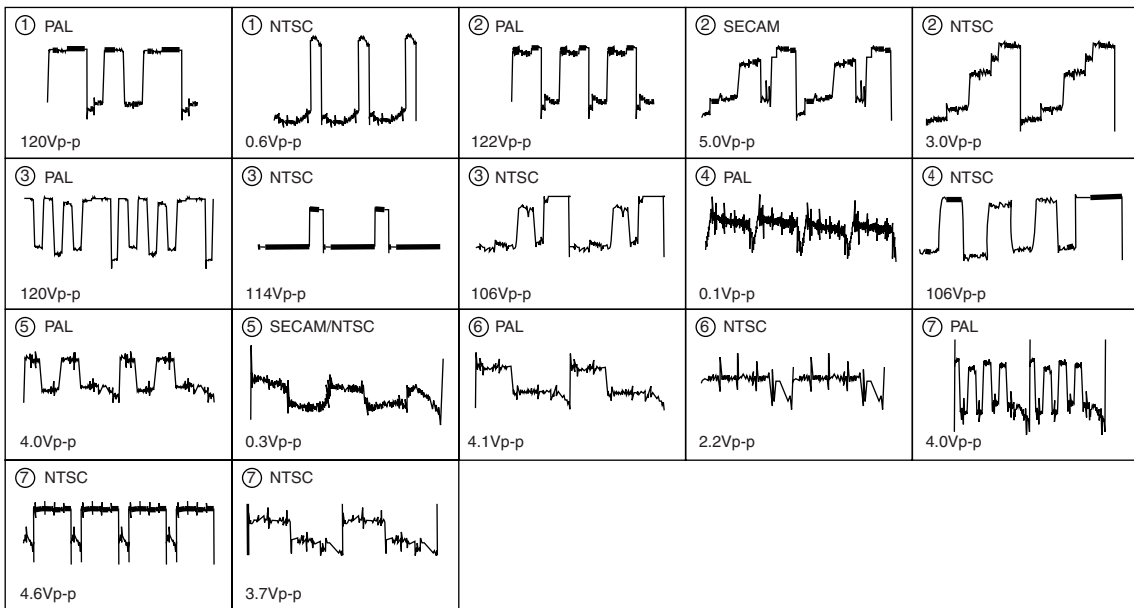 ① PAL
120Vp-p
① NTSC
0.6Vp-p
② PAL
122Vp-p
② SECAM
5.0Vp-p
② NTSC
3.0Vp-p
③ PAL
120Vp-p
③ NTSC
114Vp-p
③ NTSC
106Vp-p
④ PAL
0.1Vp-p
④ NTSC
106Vp-p
⑤ PAL
4.0Vp-p
⑤ SECAM/NTSC
0.3Vp-p
⑥ PAL
4.1Vp-p
⑥ NTSC
2.2Vp-p
⑦ PAL
4.0Vp-p
⑦ NTSC
4.6Vp-p
⑦ NTSC
3.7Vp-p